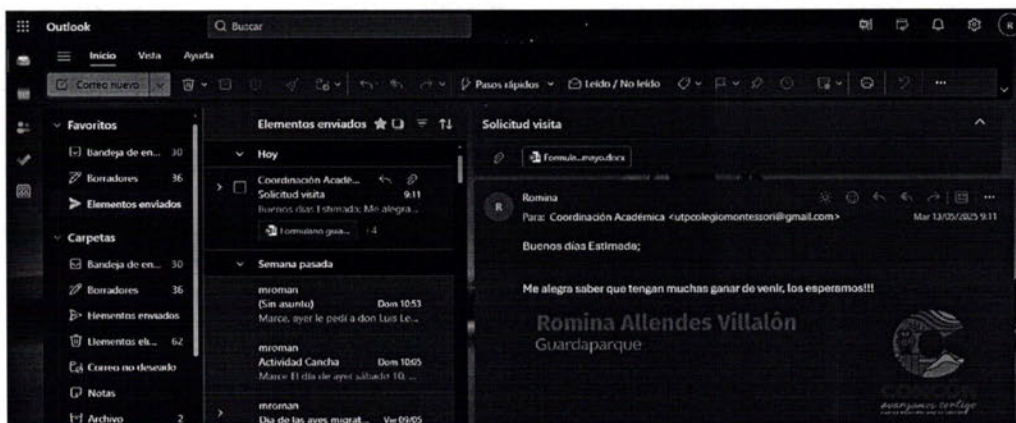 Outlook
Buscar
R
Inicio Vista Ayuda
Correo nuevo
Pasos rápidos
Leído / No leído
Favoritos
Bandeja de en... 30
Borradores 36
Elementos enviados
Carpetas
Bandeja de en... 30
Borradores 36
Elementos enviados
Elementos eli... 62
Correo no deseado
Notas
Archivo 2
Elementos enviados
Hoy
Coordinación Acadé...
Solicitud visita 9:11
Buenos días Estimada; Me alegra...
Formulario guia... +4
Semana pasada
mroman
(Sin asunto) Dom 10:53
Marce, ayer le pedí a don Luis Le...
mroman
Actividad Cancha Dom 10:05
Marce El día de ayer sábado 10, ...
mroman
Dia de las aves migrat... Vie 09/05
Solicitud visita
Formula...mayo.docx
R
Romina
Para: Coordinación Académica <utpcolegiomontessori@gmail.com>
Mar 13/05/2025 9:11
Buenos días Estimada;
Me alegra saber que tengan muchas ganar de venir, los esperamos!!!
Romina Allendes Villalón
Guardaparque
CONCÓN
avanzamos contigo